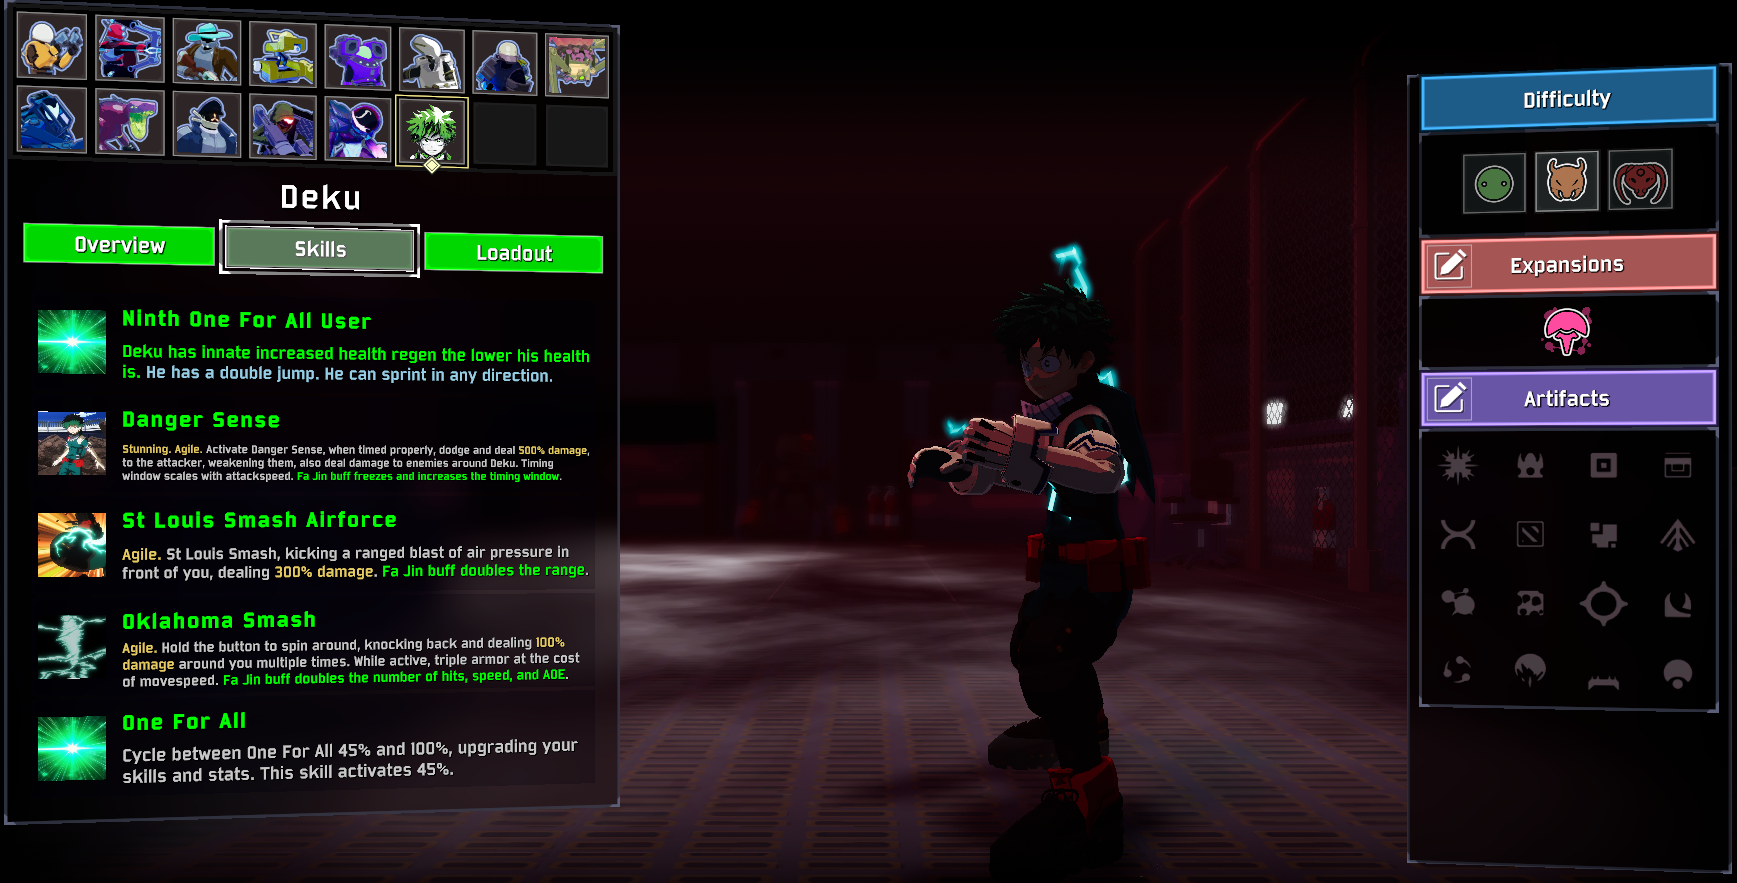 Deku
Overview
Skills
Loadout
Ninth One For All User
Deku has innate increased health regen the lower his health
is. He has a double jump. He can sprint in any direction.
Danger Sense
Stunning. Agile. Activate Danger Sense, when timed properly, dodge and deal 500% damage,
to the attacker, weakening them, also deal damage to enemies around Deku. Timing
window scales with attackspeed. Fa Jin buff freezes and increases the timing window.
St Louis Smash Airforce
Agile. St Louis Smash, kicking a ranged blast of air pressure in
front of you, dealing 300% damage. Fa Jin buff doubles the range.
Oklahoma Smash
Agile. Hold the button to spin around, knocking back and dealing 100%
damage around you multiple times. While active, triple armor at the cost
of movespeed. Fa Jin buff doubles the number of hits, speed, and AOE.
One For All
Cycle between One For All 45% and 100%, upgrading your
skills and stats. This skill activates 45%.
Difficulty
Expansions
Artifacts